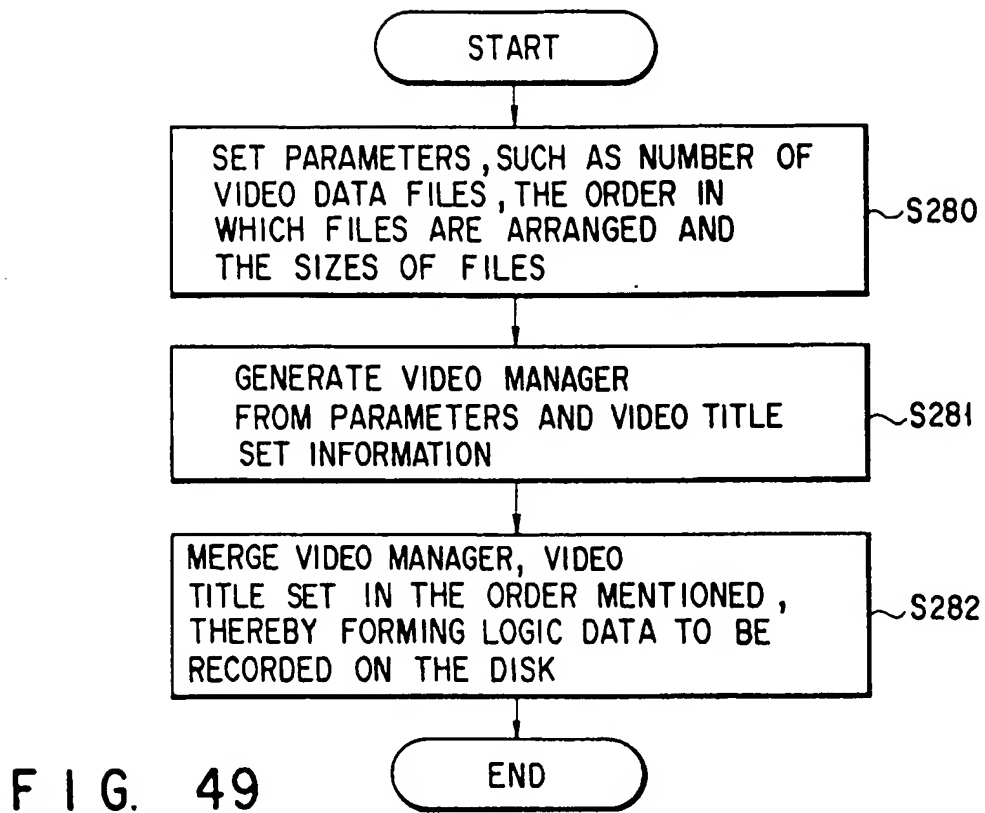 START
SET PARAMETERS, SUCH AS NUMBER OF
VIDEO DATA FILES, THE ORDER IN
WHICH FILES ARE ARRANGED AND
THE SIZES OF FILES
S280
GENERATE VIDEO MANAGER
FROM PARAMETERS AND VIDEO TITLE
SET INFORMATION
S281
MERGE VIDEO MANAGER, VIDEO
TITLE SET IN THE ORDER MENTIONED,
THEREBY FORMING LOGIC DATA TO BE
RECORDED ON THE DISK
S282
END
FIG. 49